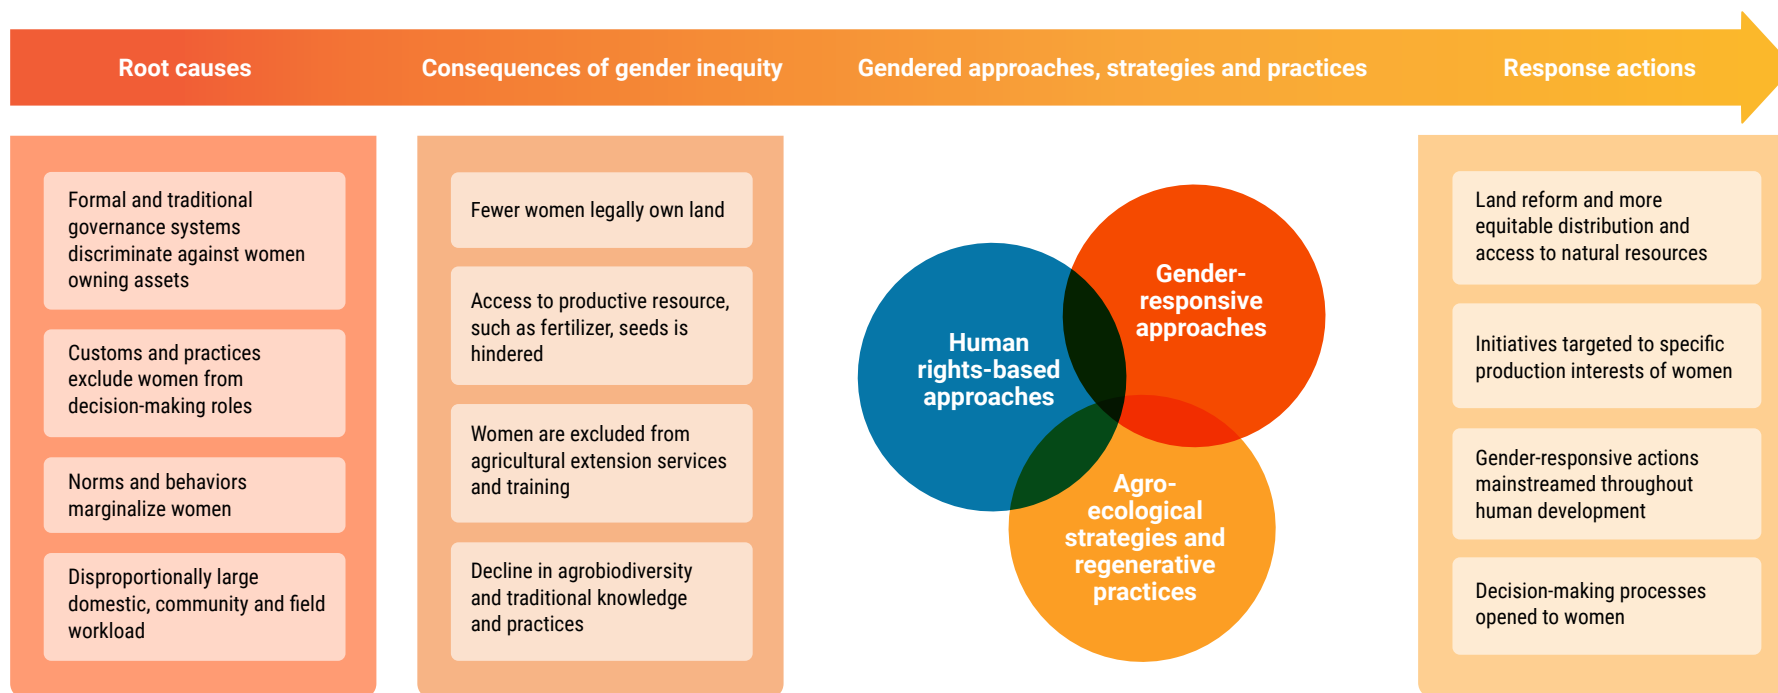 Root causes
Consequences of gender inequity
Gendered approaches, strategies and practices
Response actions
Formal and traditional
governance systems
discriminate against women
owning assets
Customs and practices
exclude women from
decision-making roles
Norms and behaviors
marginalize women
Disproportionally large
domestic, community and field
workload
Fewer women legally own land
Access to productive resource,
such as fertilizer, seeds is
hindered
Women are excluded from
agricultural extension services
and training
Decline in agrobiodiversity
and traditional knowledge
and practices
Human
rights-based
approaches
Gender-
responsive
approaches
Agro-
ecological
strategies and
regenerative
practices
Land reform and more
equitable distribution and
access to natural resources
Initiatives targeted to specific
production interests of women
Gender-responsive actions
mainstreamed throughout
human development
Decision-making processes
opened to women